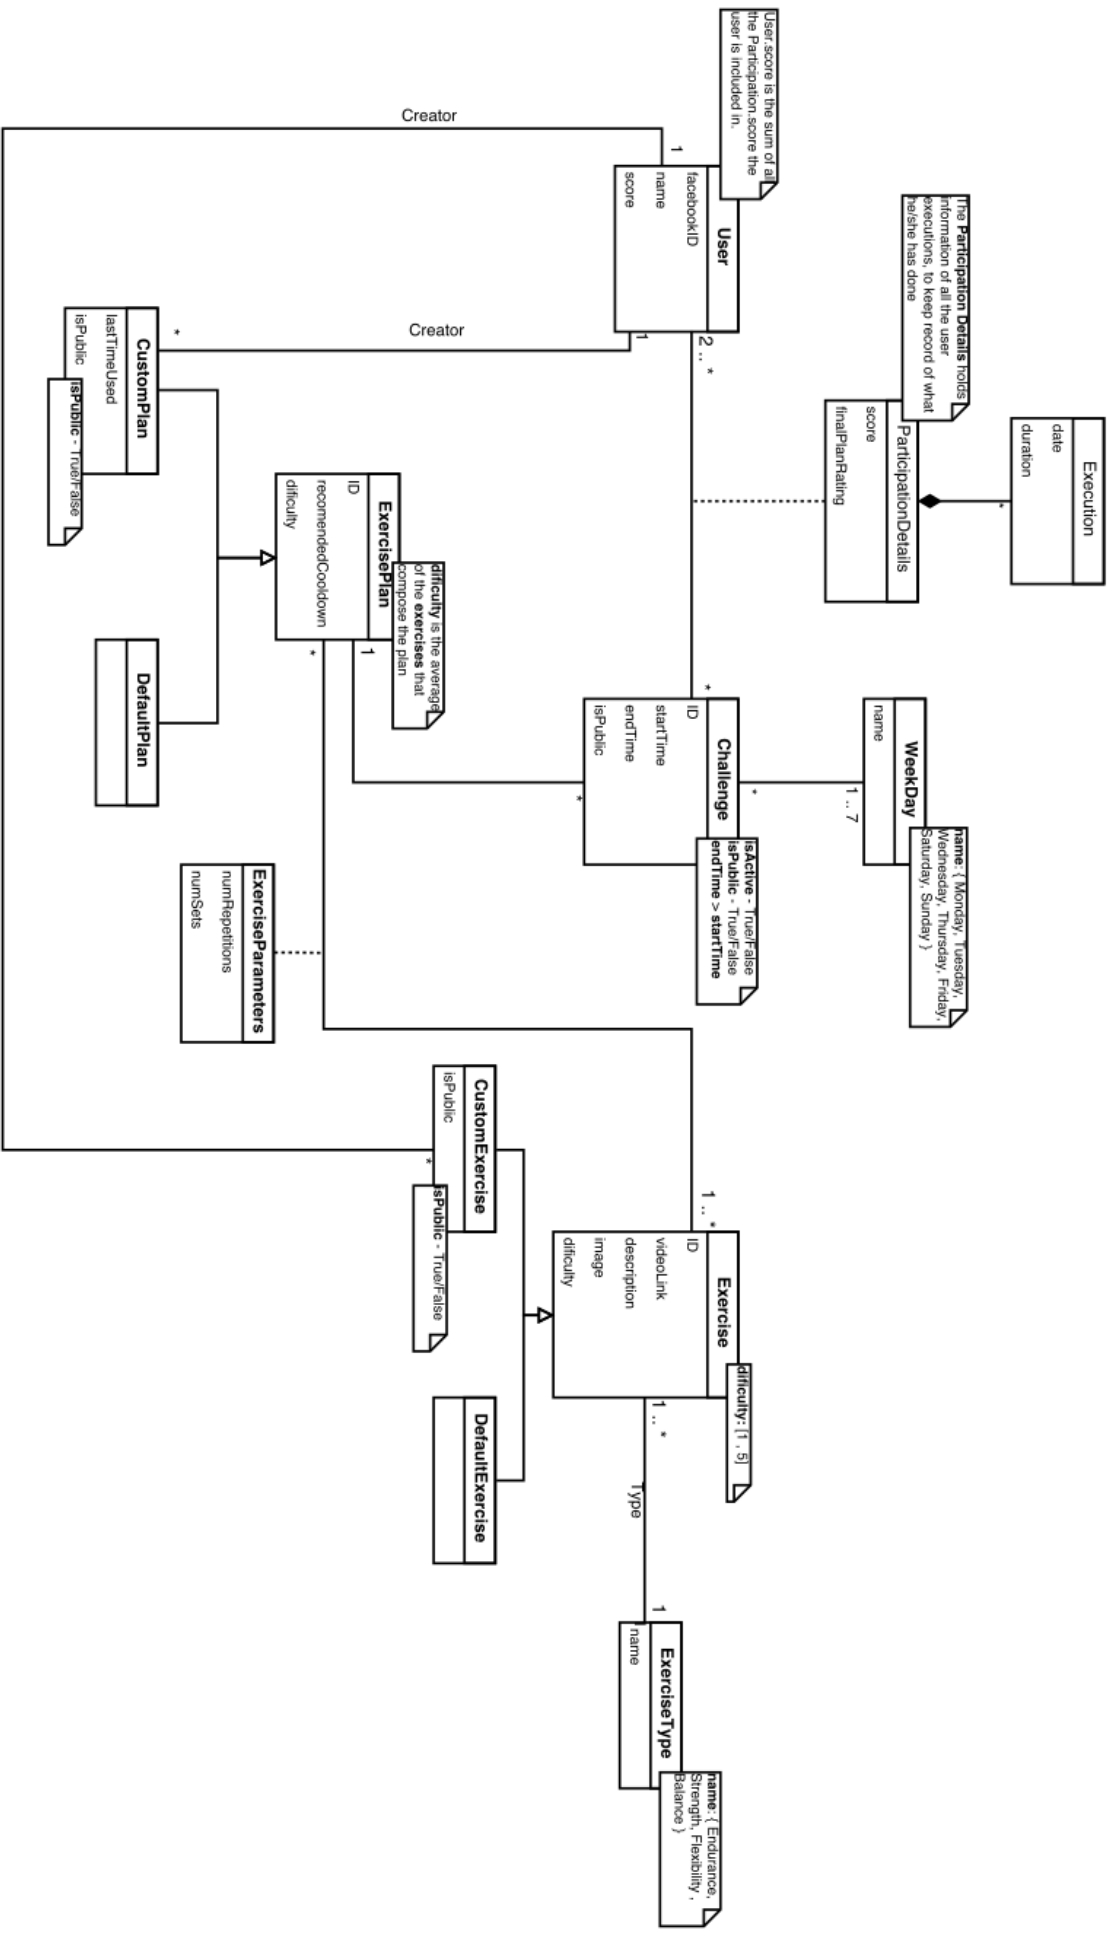 Execution
date
duration
*
The Participation Details holds
information of all the user
executions, to keep record of what
he/she has done
ParticipationDetails
score
finalPlanRating
WeekDay
name
name: { Monday, Tuesday,
Wednesday, Thursday, Friday,
Saturday, Sunday }
1 .. 7
*
User.score is the sum of all
the Participation.score the
user is included in.
User
facebookID
name
score
1
1
2 .. *
*
Challenge
ID
startTime
endTime
isPublic
*
isActive - True/False
isPublic - True/False
endTime > startTime
1 .. *
Exercise
ID
videoLink
description
image
dificulty
dificulty: [1 , 5]
1 .. *
Type
1
ExerciseType
name
name: { Endurance,
Strength, Flexibility ,
Balance }
Creator
Creator
dificulty is the average
of the exercises that
compose the plan
ExercisePlan
ID
recomendedCooldown
dificulty
1
*
CustomExercise
isPublic
*
isPublic - True/False
DefaultExercise
ExerciseParameters
numRepetitions
numSets
*
CustomPlan
lastTimeUsed
isPublic
isPublic - True/False
DefaultPlan